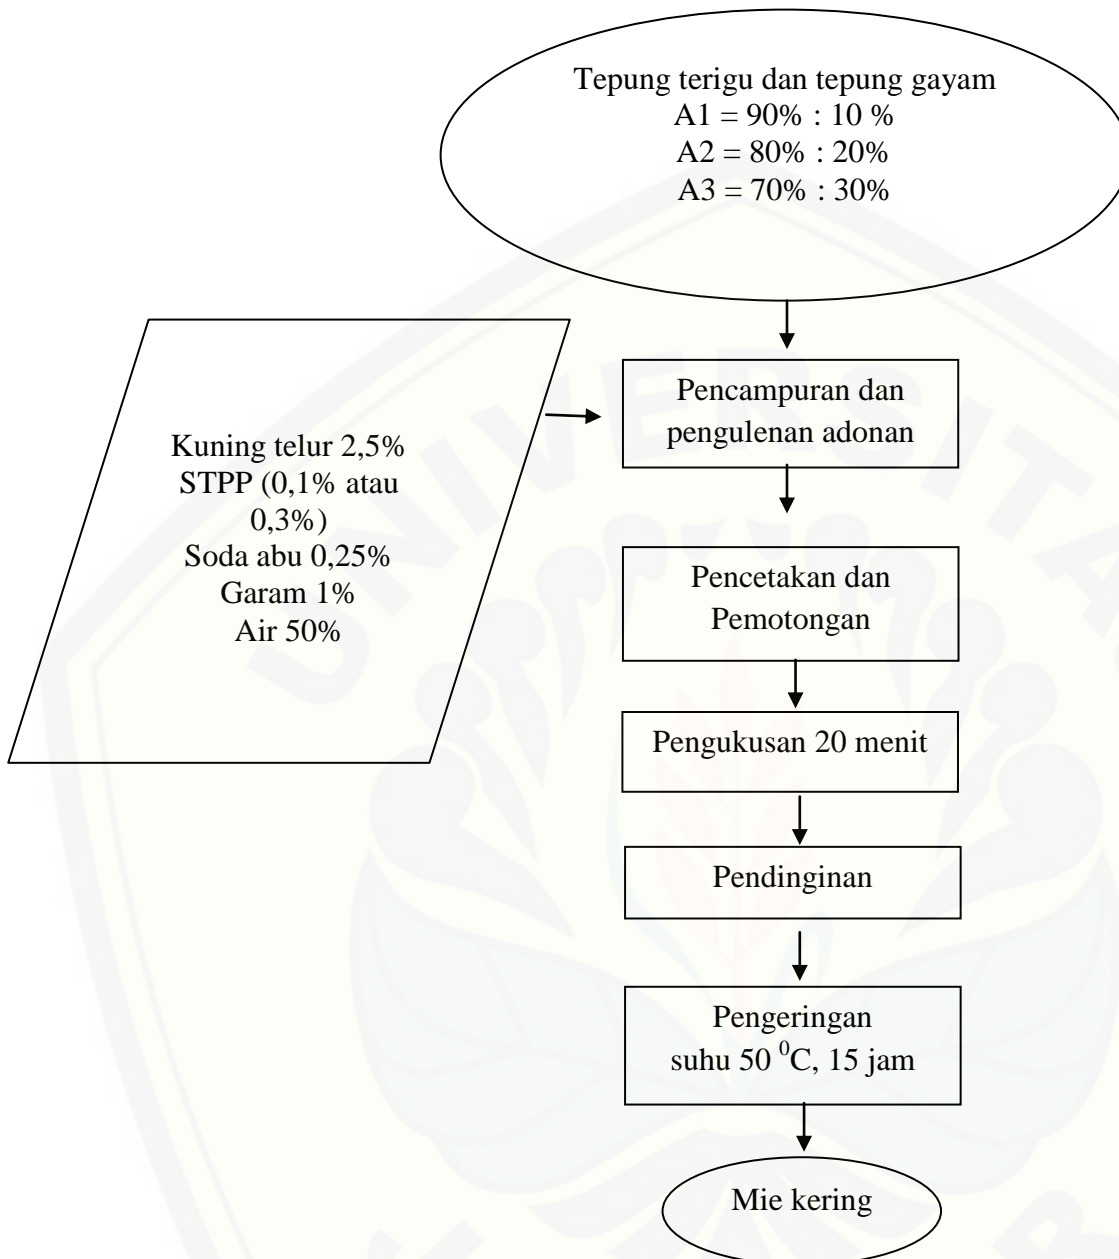 Tepung terigu dan tepung gayam
A1 = 90% : 10 %
A2 = 80% : 20%
A3 = 70% : 30%
Kuning telur 2,5%
STPP (0,1% atau
0,3%)
Soda abu 0,25%
Garam 1%
Air 50%
Pencampuran dan
pengulenan adonan
Pencetakan dan
Pemotongan
Pengukusan 20 menit
Pendinginan
Pengeringan
suhu 50 ⁰C, 15 jam
Mie kering